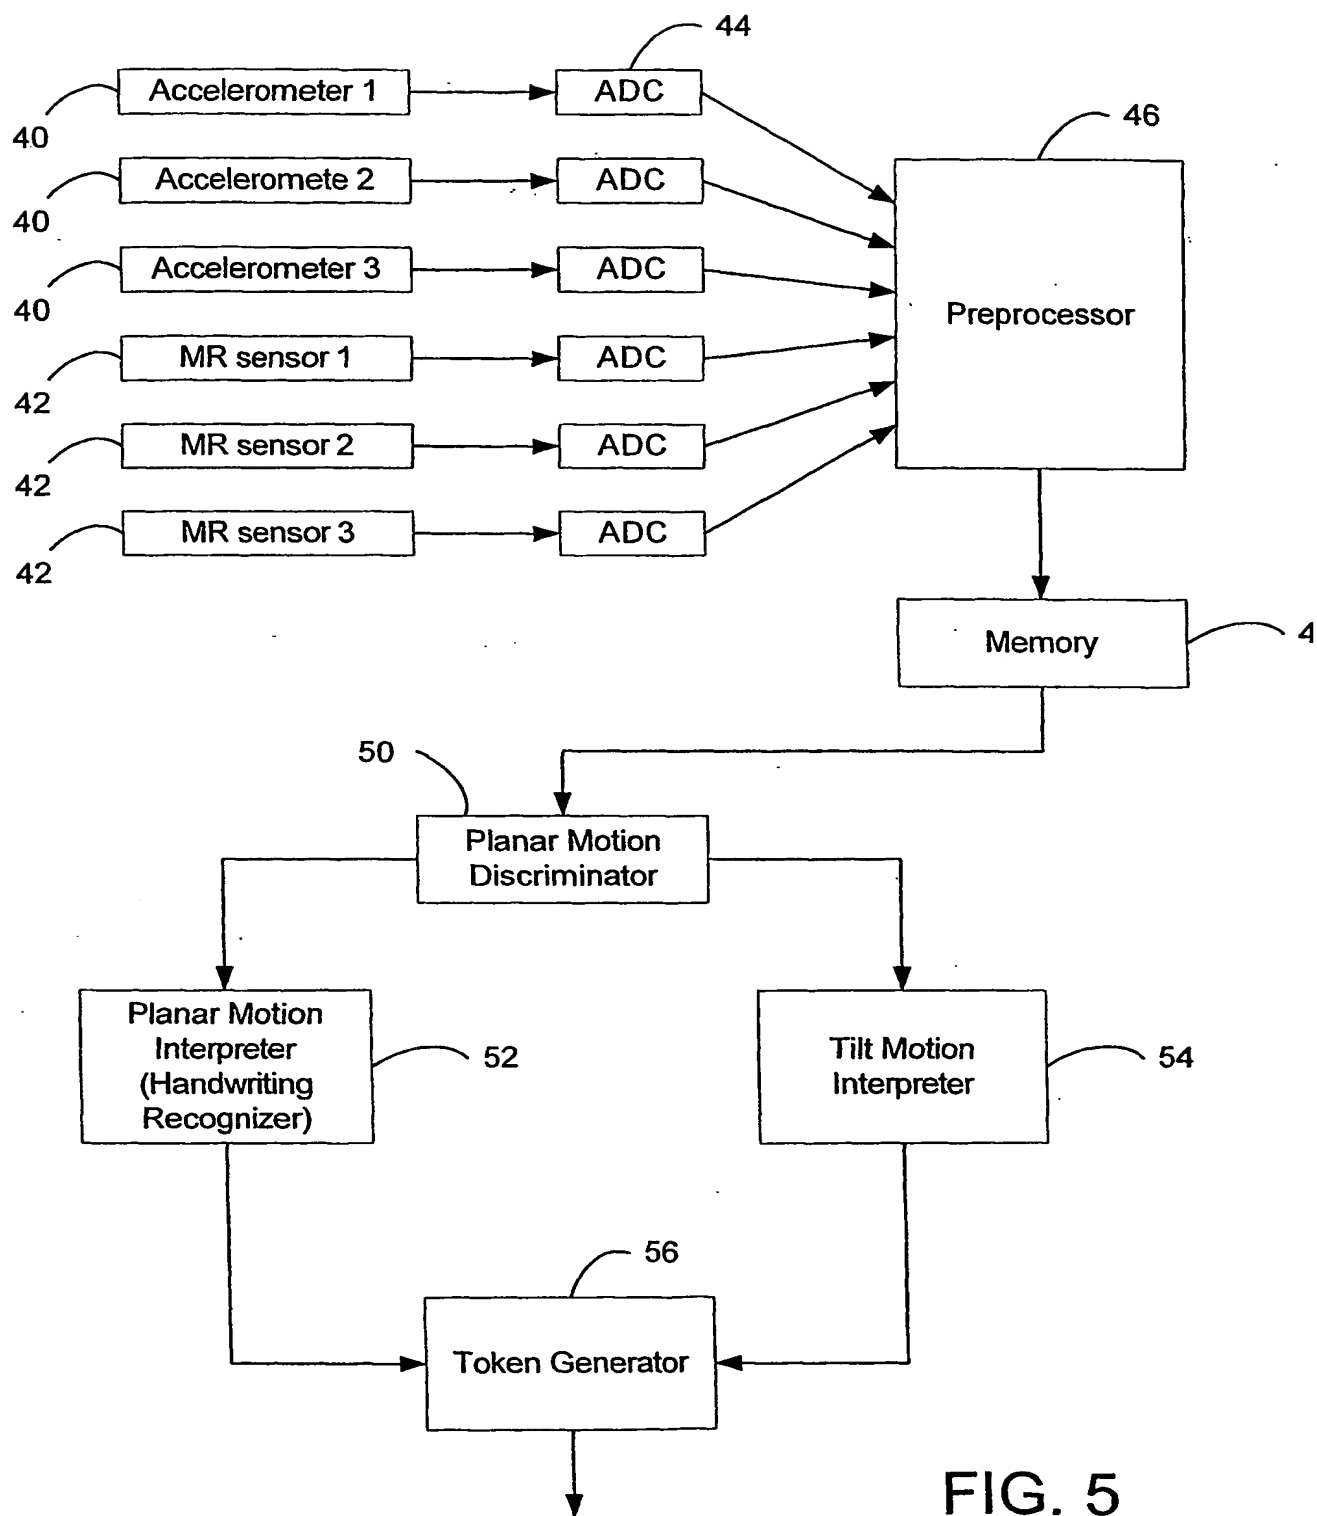 44
Accelerometer 1
ADC
40
46
Acceleromete 2
ADC
40
Accelerometer 3
ADC
40
Preprocessor
MR sensor 1
ADC
42
MR sensor 2
ADC
42
MR sensor 3
ADC
42
Memory
4
50
Planar Motion
Discriminator
Planar Motion
Interpreter
(Handwriting
Recognizer)
52
Tilt Motion
Interpreter
54
56
Token Generator
FIG. 5